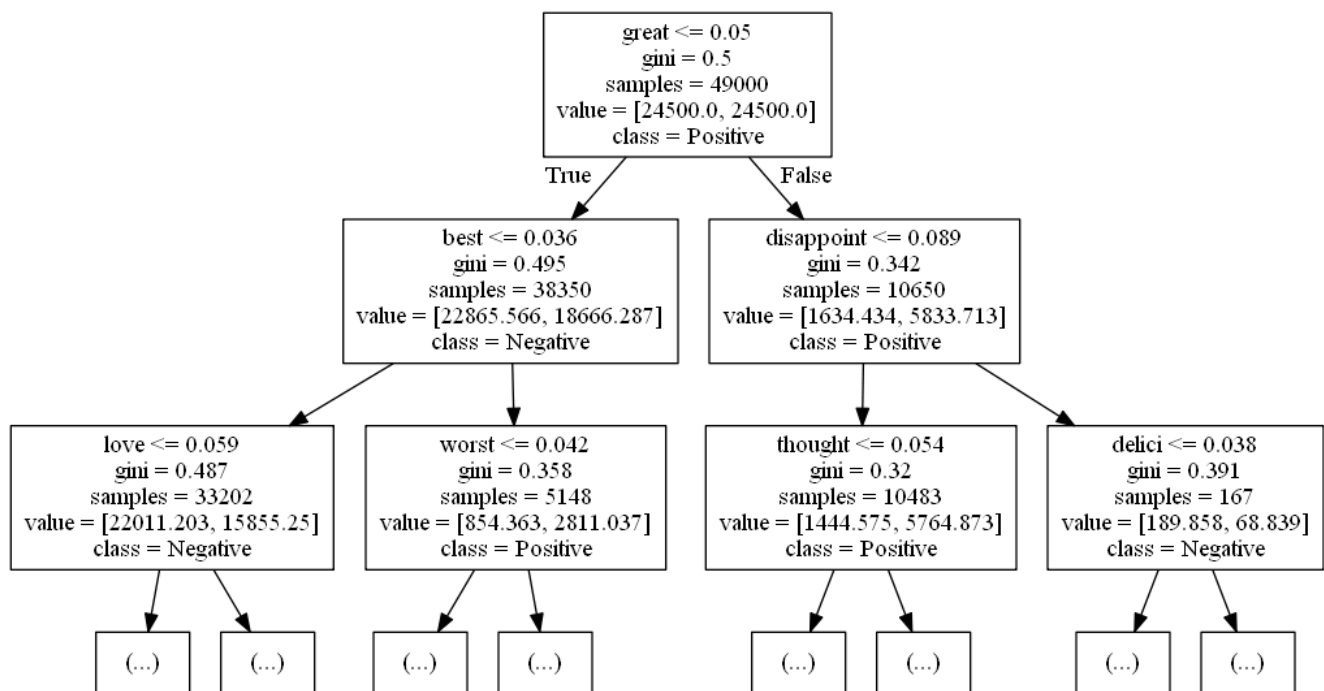 great <= 0.05
gini = 0.5
samples = 49000
value = [24500.0, 24500.0]
class = Positive
True
False
best <= 0.036
gini = 0.495
samples = 38350
value = [22865.566, 18666.287]
class = Negative
disappoint <= 0.089
gini = 0.342
samples = 10650
value = [1634.434, 5833.713]
class = Positive
love <= 0.059
gini = 0.487
samples = 33202
value = [22011.203, 15855.25]
class = Negative
worst <= 0.042
gini = 0.358
samples = 5148
value = [854.363, 2811.037]
class = Positive
thought <= 0.054
gini = 0.32
samples = 10483
value = [1444.575, 5764.873]
class = Positive
delici <= 0.038
gini = 0.391
samples = 167
value = [189.858, 68.839]
class = Negative
(...)
(...)
(...)
(...)
(...)
(...)
(...)
(...)